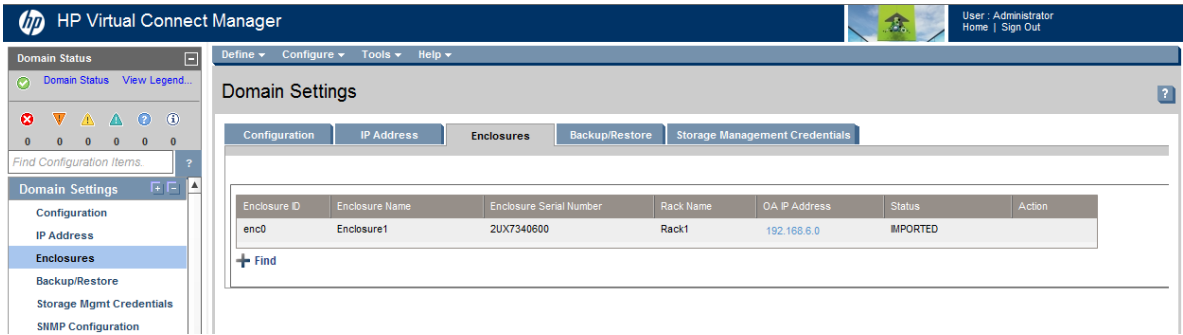 hp HP Virtual Connect Manager
User : Administrator
Home | Sign Out
Domain Status
Domain Status View Legend...
0 0 0 0 0 0
Find Configuration Items. ?
Domain Settings
Configuration
IP Address
Enclosures
Backup/Restore
Storage Mgmt Credentials
SNMP Configuration
Define Configure Tools Help
Domain Settings ?
Configuration IP Address Enclosures Backup/Restore Storage Management Credentials
Enclosure ID Enclosure Name Enclosure Serial Number Rack Name OA IP Address Status Action
enc0 Enclosure1 2UX7340600 Rack1 192.168.6.0 IMPORTED
Find